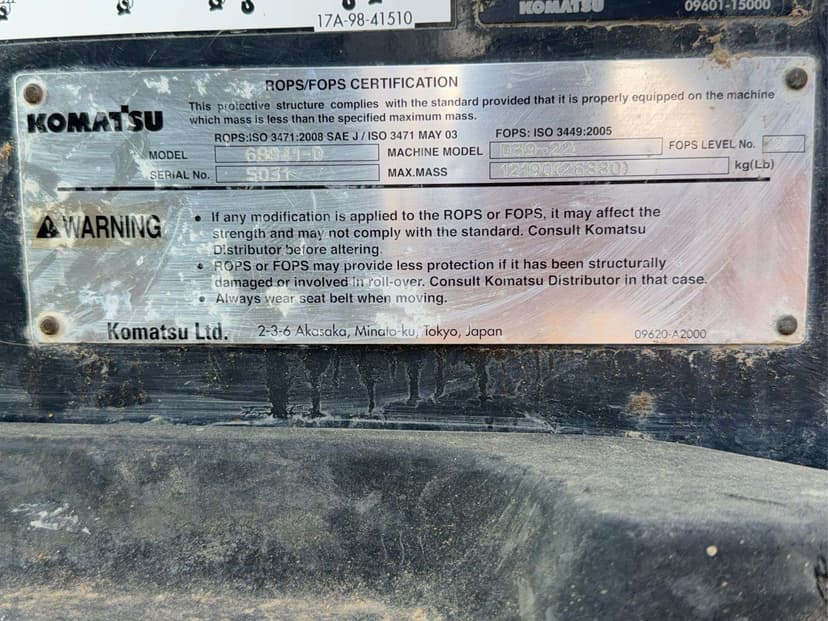 17A-98-41510
KOMATSU 09601-15000
ROPS/FOPS CERTIFICATION
KOMATSU
This protective structure complies with the standard provided that it is properly equipped on the machine
which mass is less than the specified maximum mass.
ROPS:ISO 3471:2008 SAE J / ISO 3471 MAY 03 FOPS: ISO 3449:2005
MODEL MACHINE MODEL D39-22 FOPS LEVEL No.
SERIAL No. 5031 MAX.MASS 12190(26880) kg(Lb)
WARNING
• If any modification is applied to the ROPS or FOPS, it may affect the
strength and may not comply with the standard. Consult Komatsu
Distributor before altering.
• ROPS or FOPS may provide less protection if it has been structurally
damaged or involved in roll-over. Consult Komatsu Distributor in that case.
• Always wear seat belt when moving.
Komatsu Ltd. 2-3-6 Akasaka, Minato-ku, Tokyo, Japan 09620-A2000